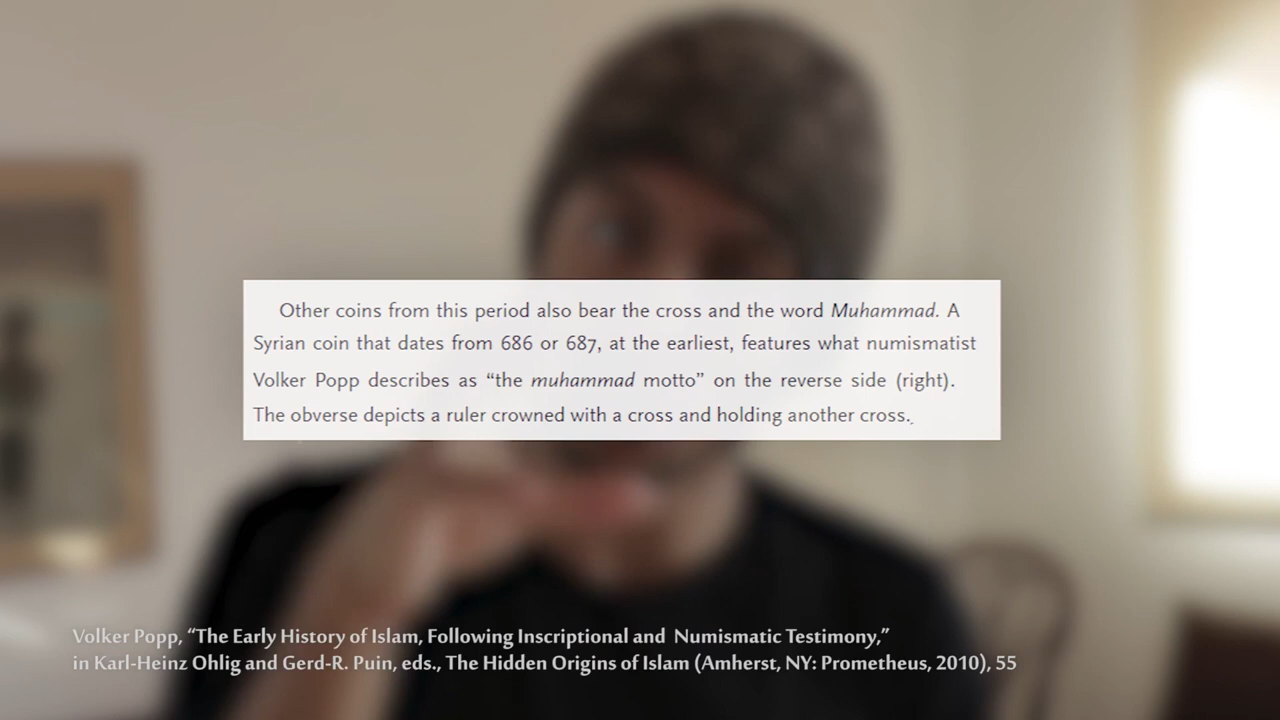 Other coins from this period also bear the cross and the word Muhammad. A
Syrian coin that dates from 686 or 687, at the earliest, features what numismatist
Volker Popp describes as “the muhammad motto” on the reverse side (right).
The obverse depicts a ruler crowned with a cross and holding another cross.
Volker Popp, “The Early History of Islam, Following Inscriptional and Numismatic Testimony,”
in Karl-Heinz Ohlig and Gerd-R. Puin, eds., The Hidden Origins of Islam (Amherst, NY: Prometheus, 2010), 55